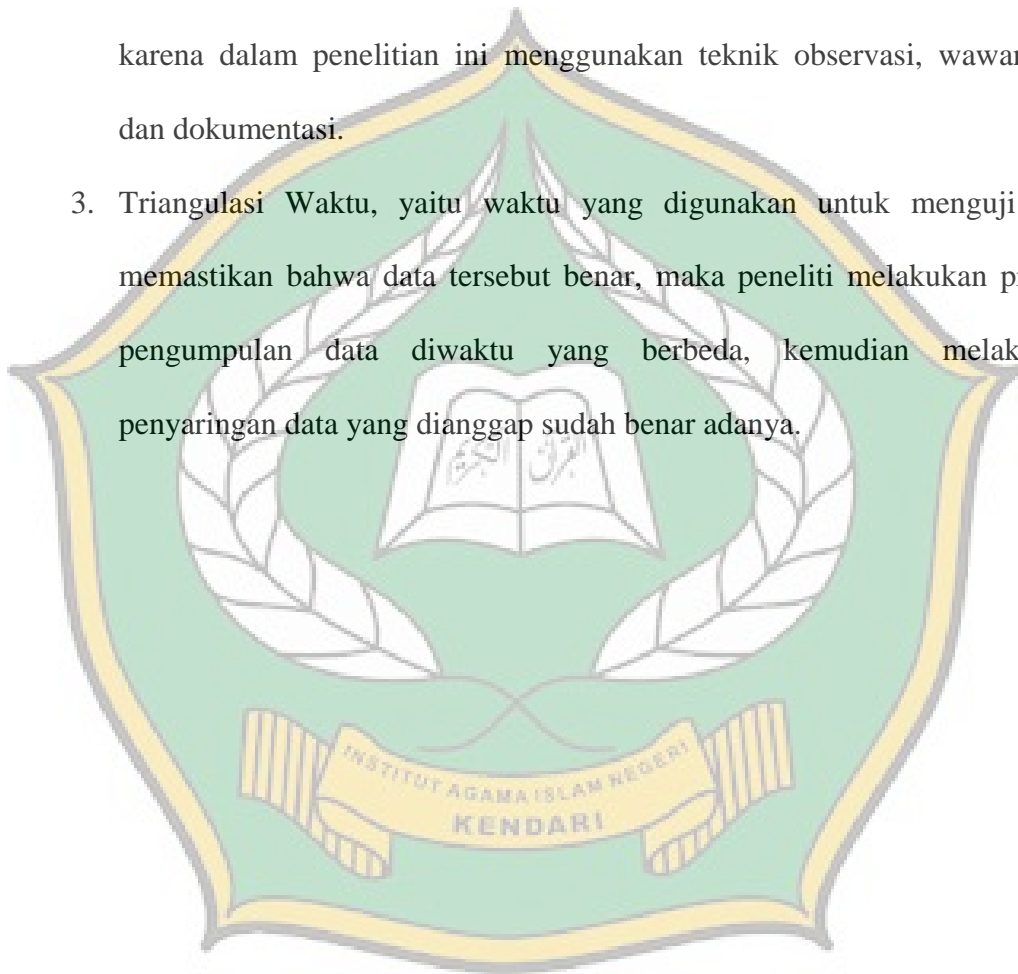 karena dalam penelitian ini menggunakan teknik observasi,
dan dokumentasi.
3. Triangulasi Waktu, yaitu waktu yang digunakan untuk menguji
memastikan bahwa data tersebut benar, maka peneliti melakukan
pengumpulan data diwaktu yang berbeda, kemudian
penyaringan data yang dianggap sudah benar adanya.
القرآن الكريم
INSTITUT AGAMA ISLAM NEGERI
KENDARI